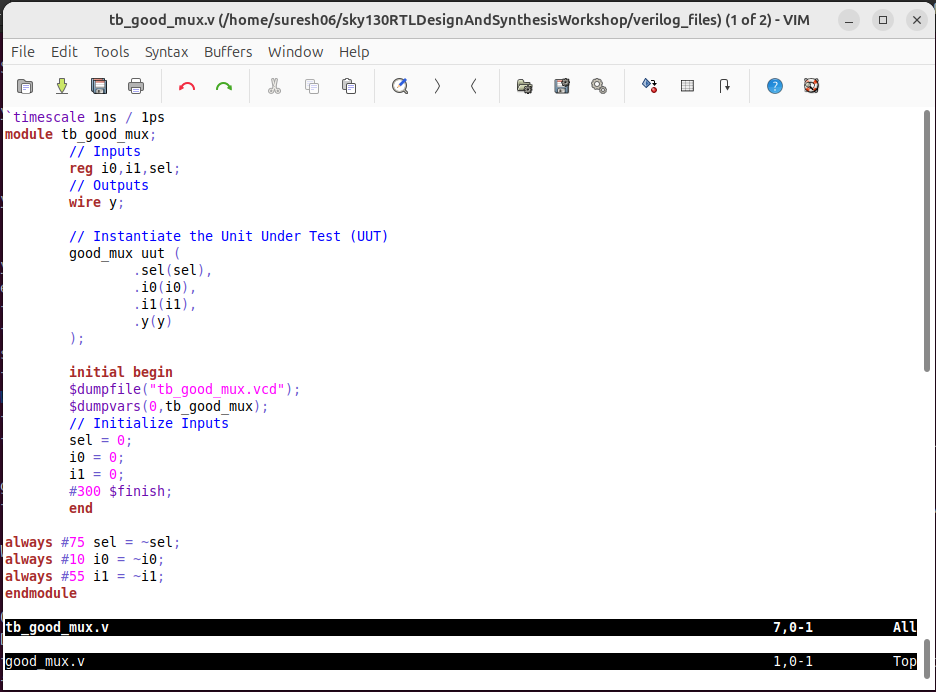 tb_good_mux.v (/home/suresh06/sky130RTLDesignAndSynthesisWorkshop/verilog_files) (1 of 2) - VIM
File Edit Tools Syntax Buffers Window Help
`timescale 1ns / 1ps
module tb_good_mux;
        // Inputs
        reg i0,i1,sel;
        // Outputs
        wire y;

        // Instantiate the Unit Under Test (UUT)
        good_mux uut (
                .sel(sel),
                .i0(i0),
                .i1(i1),
                .y(y)
        );

        initial begin
        $dumpfile("tb_good_mux.vcd");
        $dumpvars(0,tb_good_mux);
        // Initialize Inputs
        sel = 0;
        i0 = 0;
        i1 = 0;
        #300 $finish;
        end

always #75 sel = ~sel;
always #10 i0 = ~i0;
always #55 i1 = ~i1;
endmodule
tb_good_mux.v 7,0-1 All
good_mux.v 1,0-1 Top